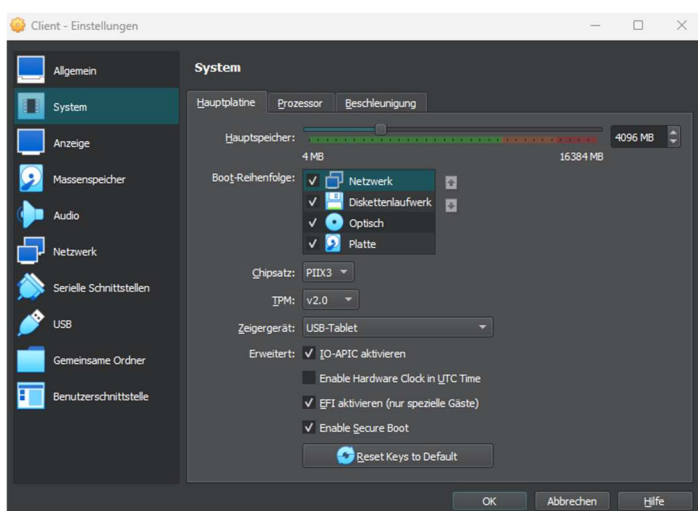 Client - Einstellungen
Allgemein
System
Anzeige
Massenspeicher
Audio
Netzwerk
Serielle Schnittstellen
USB
Gemeinsame Ordner
Benutzerschnittstelle
System
Hauptplatine Prozessor Beschleunigung
Hauptspeicher: 4096 MB
4 MB 16384 MB
Boot-Reihenfolge: Netzwerk
Diskettenlaufwerk
Optisch
Platte
Chipsatz: PIIX3
TPM: v2.0
Zeigergerät: USB-Tablet
Erweitert: IO-APIC aktivieren
Enable Hardware Clock in UTC Time
EFI aktivieren (nur spezielle Gäste)
Enable Secure Boot
Reset Keys to Default
OK Abbrechen Hilfe